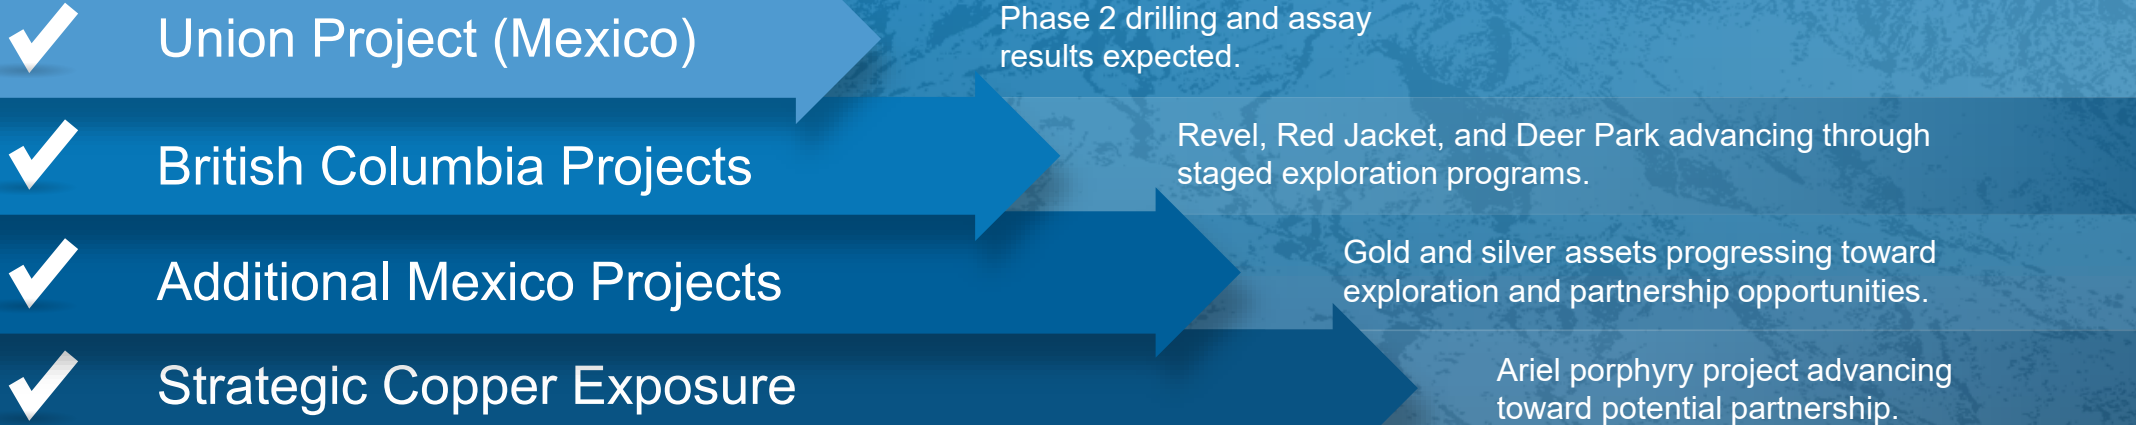 Union Project (Mexico)
Phase 2 drilling and assay
results expected.
British Columbia Projects
Revel, Red Jacket, and Deer Park advancing through
staged exploration programs.
Additional Mexico Projects
Gold and silver assets progressing toward
exploration and partnership opportunities.
Strategic Copper Exposure
Ariel porphyry project advancing
toward potential partnership.